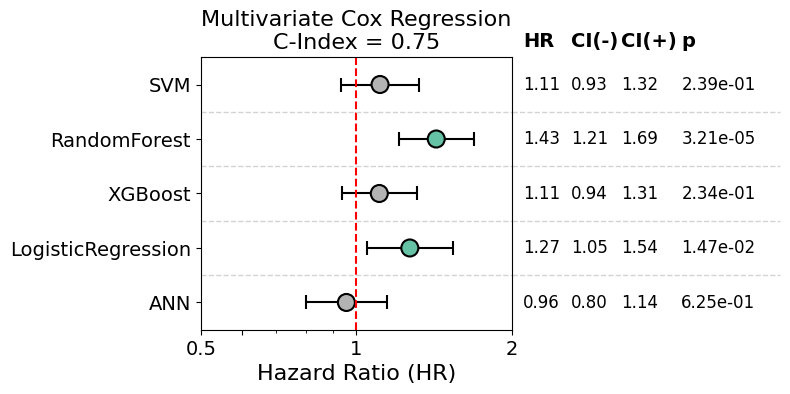 Multivariate Cox Regression
C-Index = 0.75
HR CI(-) CI(+) p
SVM 1.11 0.93 1.32 2.39e-01
RandomForest 1.43 1.21 1.69 3.21e-05
XGBoost 1.11 0.94 1.31 2.34e-01
LogisticRegression 1.27 1.05 1.54 1.47e-02
ANN 0.96 0.80 1.14 6.25e-01
0.5 1 2
Hazard Ratio (HR)